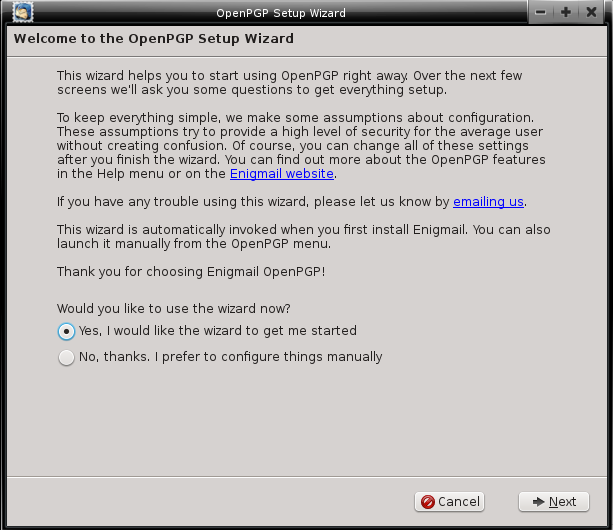 OpenPGP Setup Wizard
Welcome to the OpenPGP Setup Wizard
This wizard helps you to start using OpenPGP right away. Over the next few
screens we'll ask you some questions to get everything setup.
To keep everything simple, we make some assumptions about configuration.
These assumptions try to provide a high level of security for the average user
without creating confusion. Of course, you can change all of these settings
after you finish the wizard. You can find out more about the OpenPGP features
in the Help menu or on the Enigmail website.
If you have any trouble using this wizard, please let us know by emailing us.
This wizard is automatically invoked when you first install Enigmail. You can also
launch it manually from the OpenPGP menu.
Thank you for choosing Enigmail OpenPGP!
Would you like to use the wizard now?
Yes, I would like the wizard to get me started
No, thanks. I prefer to configure things manually
Cancel
Next